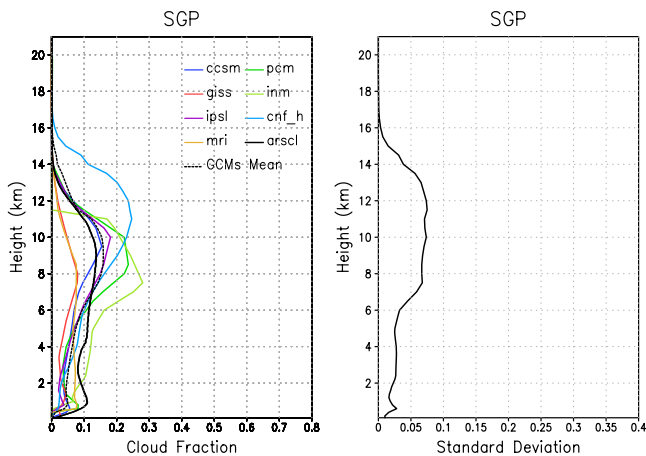 SGP
20
18
16
14
12
10
8
6
4
2
Height (km)
0 0.1 0.2 0.3 0.4 0.5 0.6 0.7 0.8
Cloud Fraction
ccsm pcm
giss inm
ipsl cnf_h
mri arscl
GCMs Mean
SGP
20
18
16
14
12
10
8
6
4
2
Height (km)
0 0.05 0.1 0.15 0.2 0.25 0.3 0.35 0.4
Standard Deviation